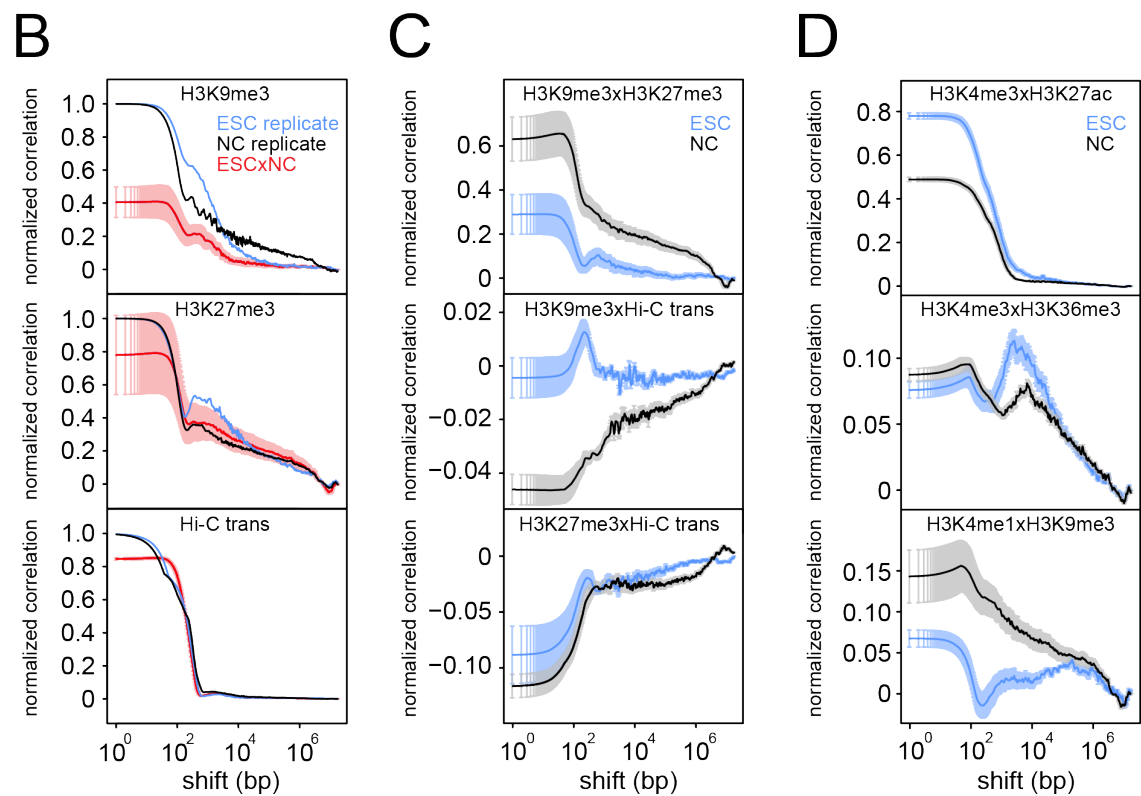 B
H3K9me3
ESC replicate
NC replicate
ESCxNC
normalized correlation
1.0
0.8
0.6
0.4
0.2
0
H3K27me3
normalized correlation
1.0
0.8
0.6
0.4
0.2
0
Hi-C trans
normalized correlation
1.0
0.8
0.6
0.4
0.2
0
10^0 10^2 10^4 10^6
shift (bp)
C
H3K9me3xH3K27me3
ESC
NC
normalized correlation
0.6
0.4
0.2
0
H3K9me3xHi-C trans
normalized correlation
0.02
0
−0.02
−0.04
H3K27me3xHi-C trans
normalized correlation
0
−0.05
−0.10
10^0 10^2 10^4 10^6
shift (bp)
D
H3K4me3xH3K27ac
ESC
NC
normalized correlation
0.8
0.6
0.4
0.2
0
H3K4me3xH3K36me3
normalized correlation
0.10
0.05
0
H3K4me1xH3K9me3
normalized correlation
0.15
0.10
0.05
0
10^0 10^2 10^4 10^6
shift (bp)